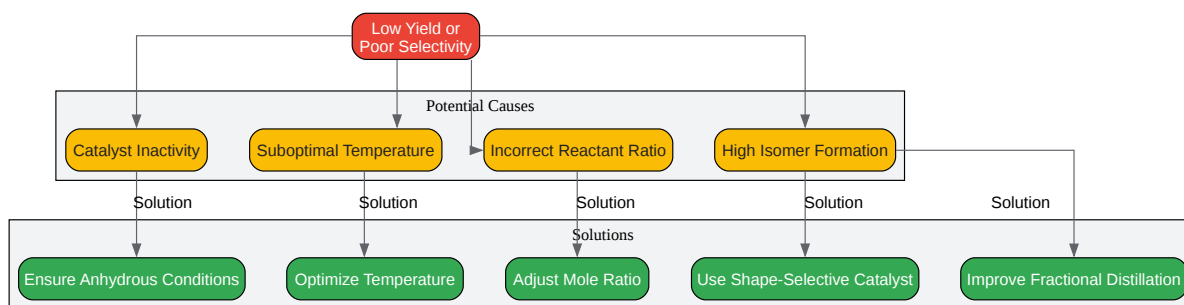 Low Yield or
Poor Selectivity
Potential Causes
Catalyst Inactivity
Suboptimal Temperature
Incorrect Reactant Ratio
High Isomer Formation
Solution
Solution
Solution
Solution
Solution
Solutions
Ensure Anhydrous Conditions
Optimize Temperature
Adjust Mole Ratio
Use Shape-Selective Catalyst
Improve Fractional Distillation